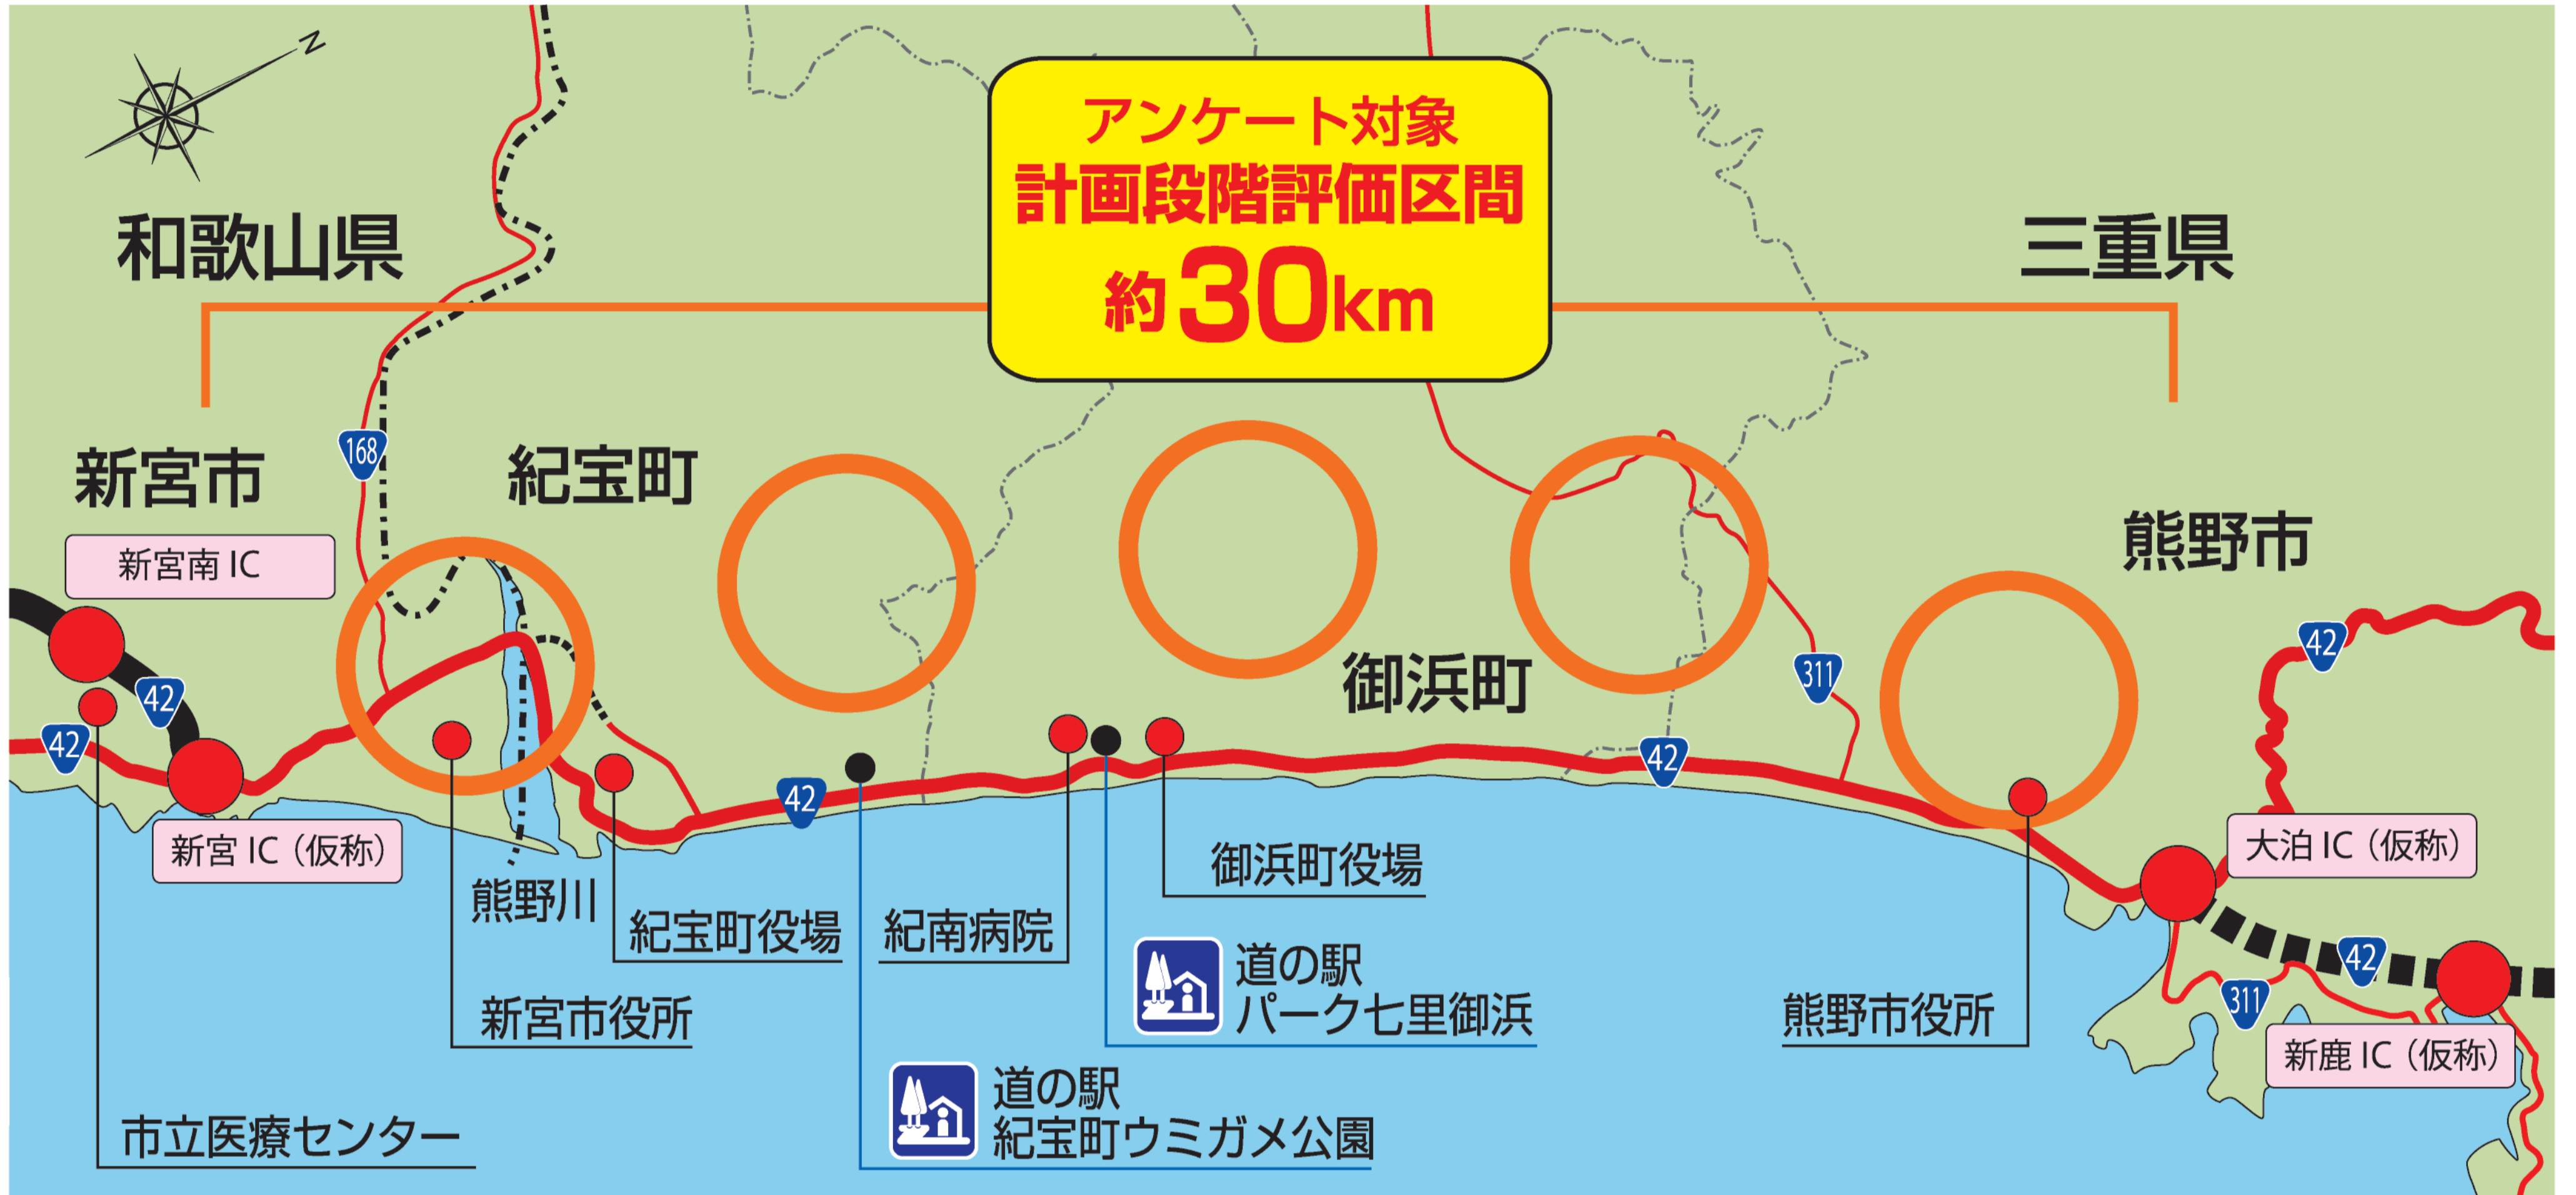 N
アンケート対象
計画段階評価区間
約30km
和歌山県
三重県
新宮市
168
紀宝町
熊野市
新宮南 IC
42
御浜町
311
42
42
42
42
新宮 IC（仮称）
大泊 IC（仮称）
熊野川
紀宝町役場
紀南病院
御浜町役場
42
311
道の駅
パーク七里御浜
新宮市役所
熊野市役所
新鹿 IC（仮称）
道の駅
紀宝町ウミガメ公園
市立医療センター